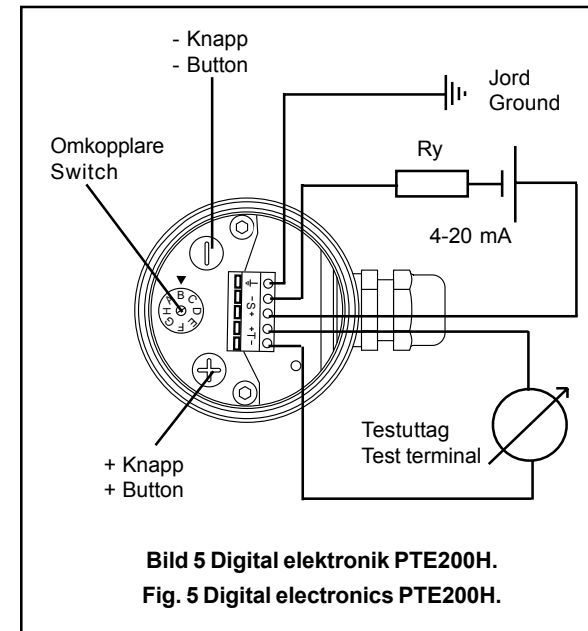 - Knapp
- Button
Jord
Ground
Omkopplare
Switch
Ry
4-20 mA
A B C D E F G H
- S + + T -
Testuttag
Test terminal
+ Knapp
+ Button
Bild 5 Digital elektronik PTE200H.
Fig. 5 Digital electronics PTE200H.